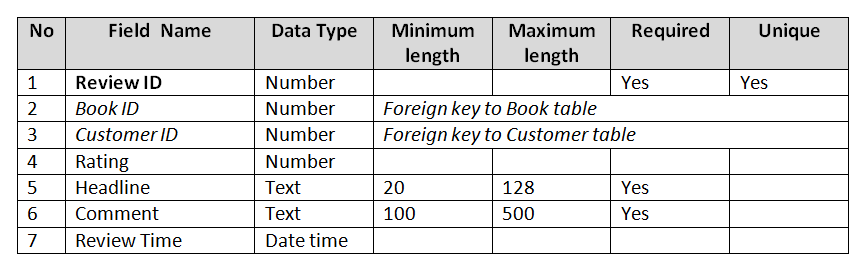 No Field Name Data Type Minimum length Maximum length Required Unique
1 Review ID Number Yes Yes
2 Book ID Number Foreign key to Book table
3 Customer ID Number Foreign key to Customer table
4 Rating Number
5 Headline Text 20 128 Yes
6 Comment Text 100 500 Yes
7 Review Time Date time